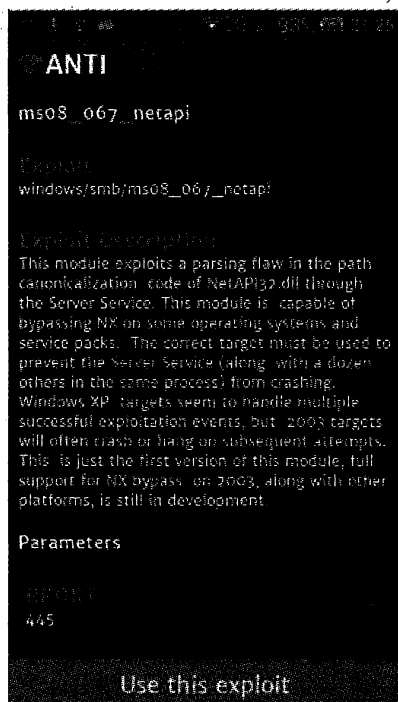 ANTI
ms08_067_netapi
Exploit
windows/smb/ms08_067_netapi
Exploit Description
This module exploits a parsing flaw in the path
canonicalization code of NetAPI32.dll through
the Server Service. This module is capable of
bypassing NX on some operating systems and
service packs. The correct target must be used to
prevent the Server Service (along with a dozen
others in the same process) from crashing.
Windows XP targets seem to handle multiple
successful exploitation events, but 2003 targets
will often crash or hang on subsequent attempts.
This is just the first version of this module, full
support for NX bypass on 2003, along with other
platforms, is still in development.
Parameters
RPORT
445
Use this exploit